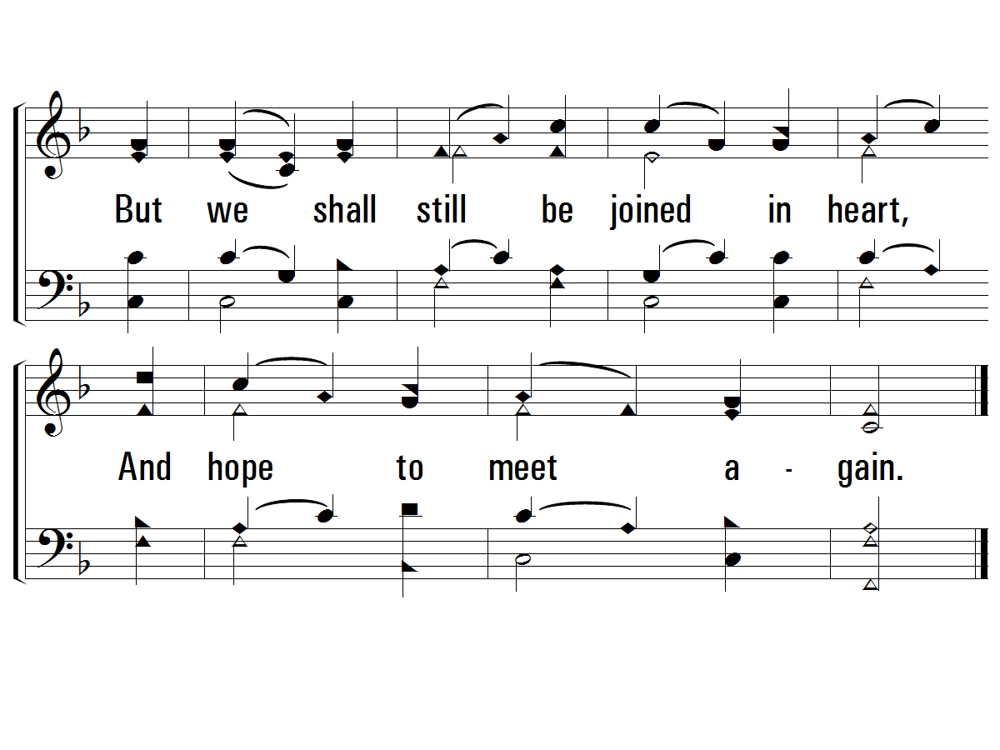 But we shall still be joined in heart,
And hope to meet a - gain.